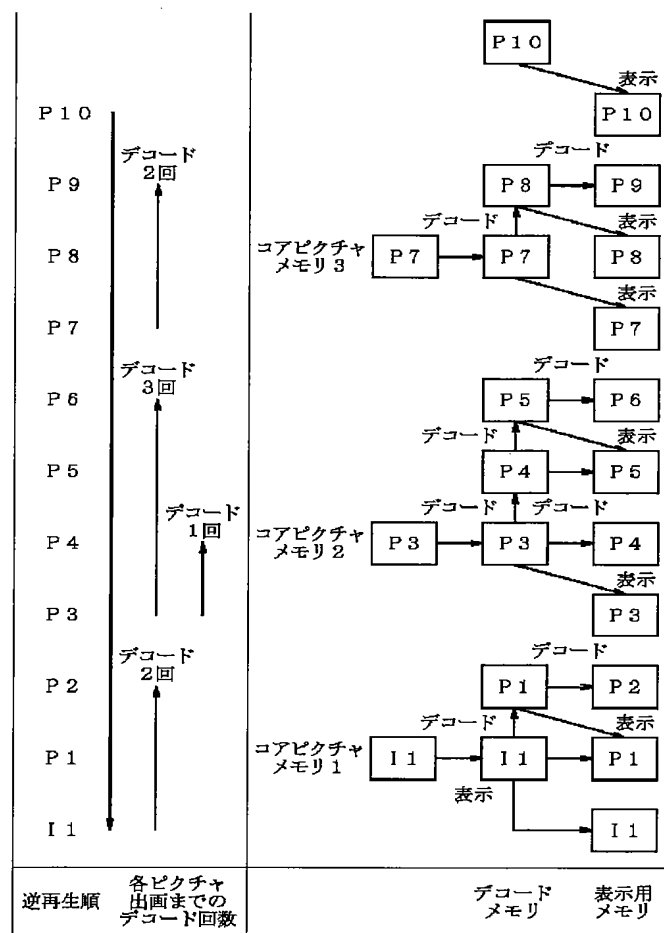 P10
表示
P10
P10
デコード
2回
デコード
P9
P8
P9
デコード
表示
P8
コアピクチャ
メモリ3
P7
P7
P8
表示
P7
P7
デコード
3回
デコード
P6
P5
P6
デコード
表示
P5
P4
P5
デコード
1回
デコード
デコード
P4
コアピクチャ
メモリ2
P3
P3
P4
表示
P3
P3
デコード
2回
デコード
P2
P1
P2
デコード
表示
P1
コアピクチャ
メモリ1
I1
I1
P1
表示
I1
I1
逆再生順
各ピクチャ
出画までの
デコード回数
デコード
メモリ
表示用
メモリ